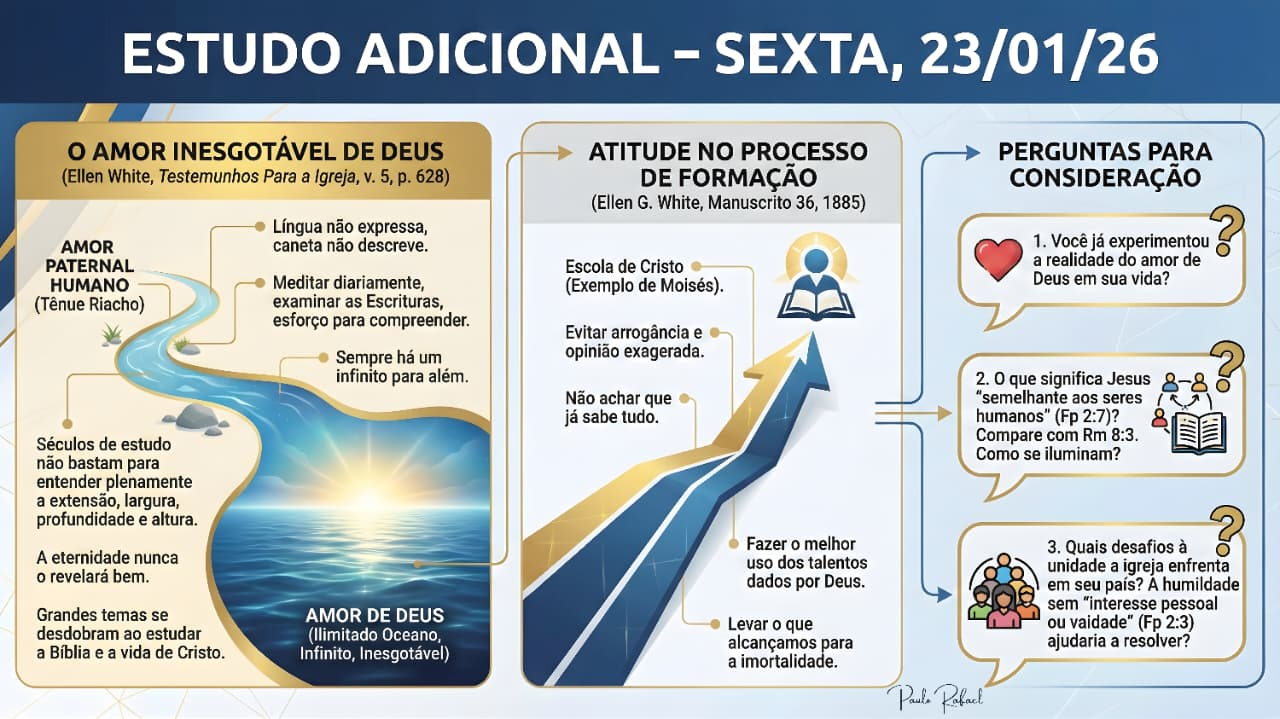 ESTUDO ADICIONAL – SEXTA, 23/01/26
O AMOR INESGOTÁVEL DE DEUS
(Ellen White, Testemunhos Para a Igreja, v. 5, p. 628)
AMOR
PATERNAL
HUMANO
(Tênue Riacho)
Língua não expressa,
caneta não descreve.
Meditar diariamente,
examinar as Escrituras,
esforço para compreender.
Sempre há um
infinito para além.
Séculos de estudo
não bastam para
entender plenamente
a extensão, largura,
profundidade e altura.
A eternidade nunca
o revelará bem.
Grandes temas se
desdobram ao estudar
a Bíblia e a vida de Cristo.
AMOR DE DEUS
(Ilimitado Oceano,
Infinito, Inesgotável)
ATITUDE NO PROCESSO
DE FORMAÇÃO
(Ellen G. White, Manuscrito 36, 1885)
Escola de Cristo
(Exemplo de Moisés).
Evitar arrogância e
opinião exagerada.
Não achar que
já sabe tudo.
Fazer o melhor
uso dos talentos
dados por Deus.
Levar o que
alcançamos para
a imortalidade.
PERGUNTAS PARA
CONSIDERAÇÃO
?
1. Você já experimentou
a realidade do amor de
Deus em sua vida?
?
2. O que significa Jesus
“semelhante aos seres
humanos” (Fp 2:7)?
Compare com Rm 8:3.
Como se iluminam?
?
3. Quais desafios à
unidade a igreja enfrenta
em seu país? A humildade
sem “interesse pessoal
ou vaidade” (Fp 2:3)
ajudaria a resolver?
Paulo Rafael